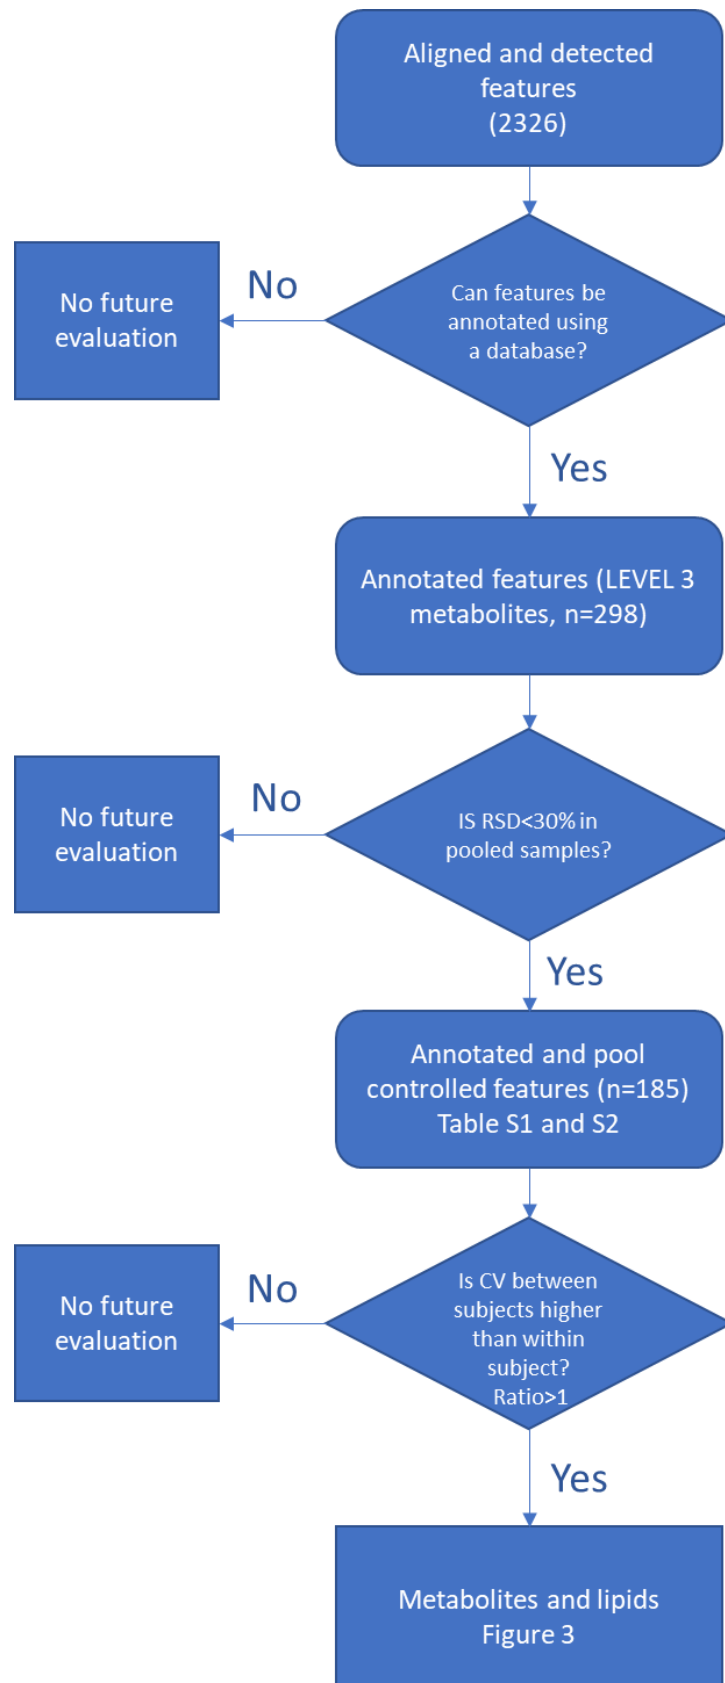 Aligned and detected
features
(2326)
No
No future
evaluation
Can features be
annotated using
a database?
Yes
Annotated features (LEVEL 3
metabolites, n=298)
No
No future
evaluation
IS RSD<30% in
pooled samples?
Yes
Annotated and pool
controlled features (n=185)
Table S1 and S2
No
No future
evaluation
Is CV between
subjects higher
than within
subject?
Ratio>1
Yes
Metabolites and lipids
Figure 3